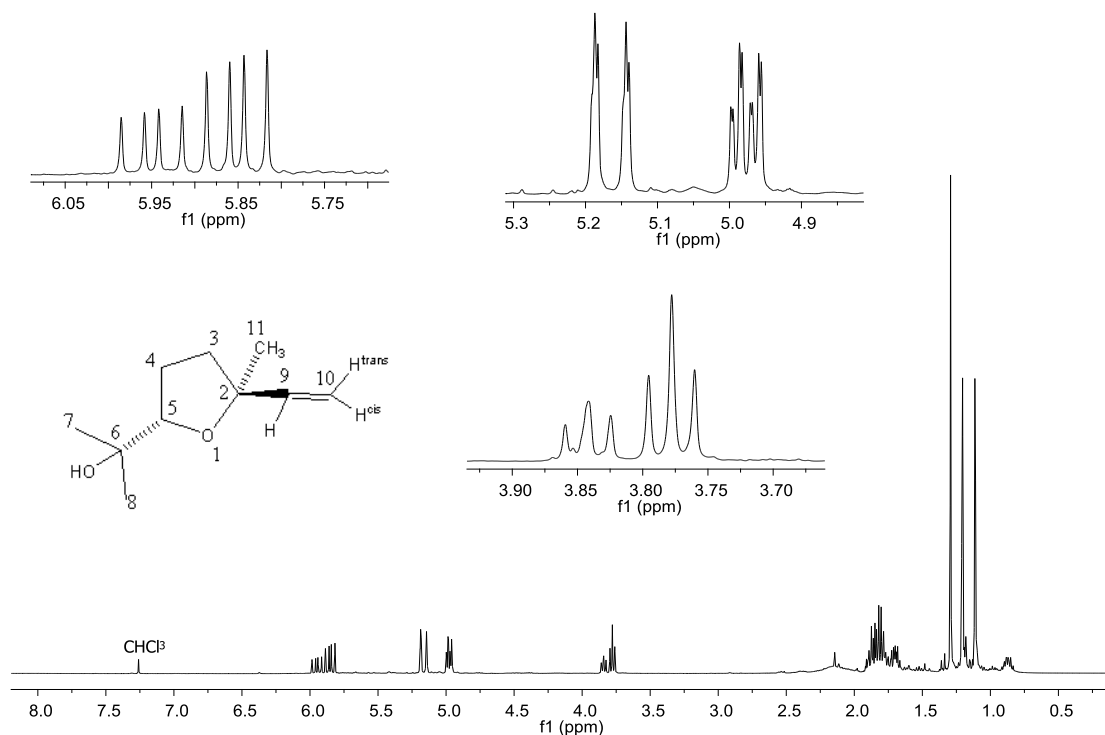 6.05 5.95 5.85 5.75
f1 (ppm)
5.3 5.2 5.1 5.0 4.9
f1 (ppm)
11
3
CH₃
4
9
10
H^trans
2
H^cis
5
7
6
O
H
1
HO
8
3.90 3.85 3.80 3.75 3.70
f1 (ppm)
CHCl³
8.0 7.5 7.0 6.5 6.0 5.5 5.0 4.5 4.0 3.5 3.0 2.5 2.0 1.5 1.0 0.5
f1 (ppm)